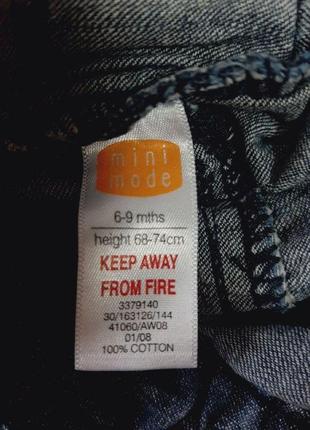 mini
mode
6-9 mths
height 68-74cm
KEEP AWAY
FROM FIRE
3379140
30/163126/144
41060/AW08
01/08
100% COTTON